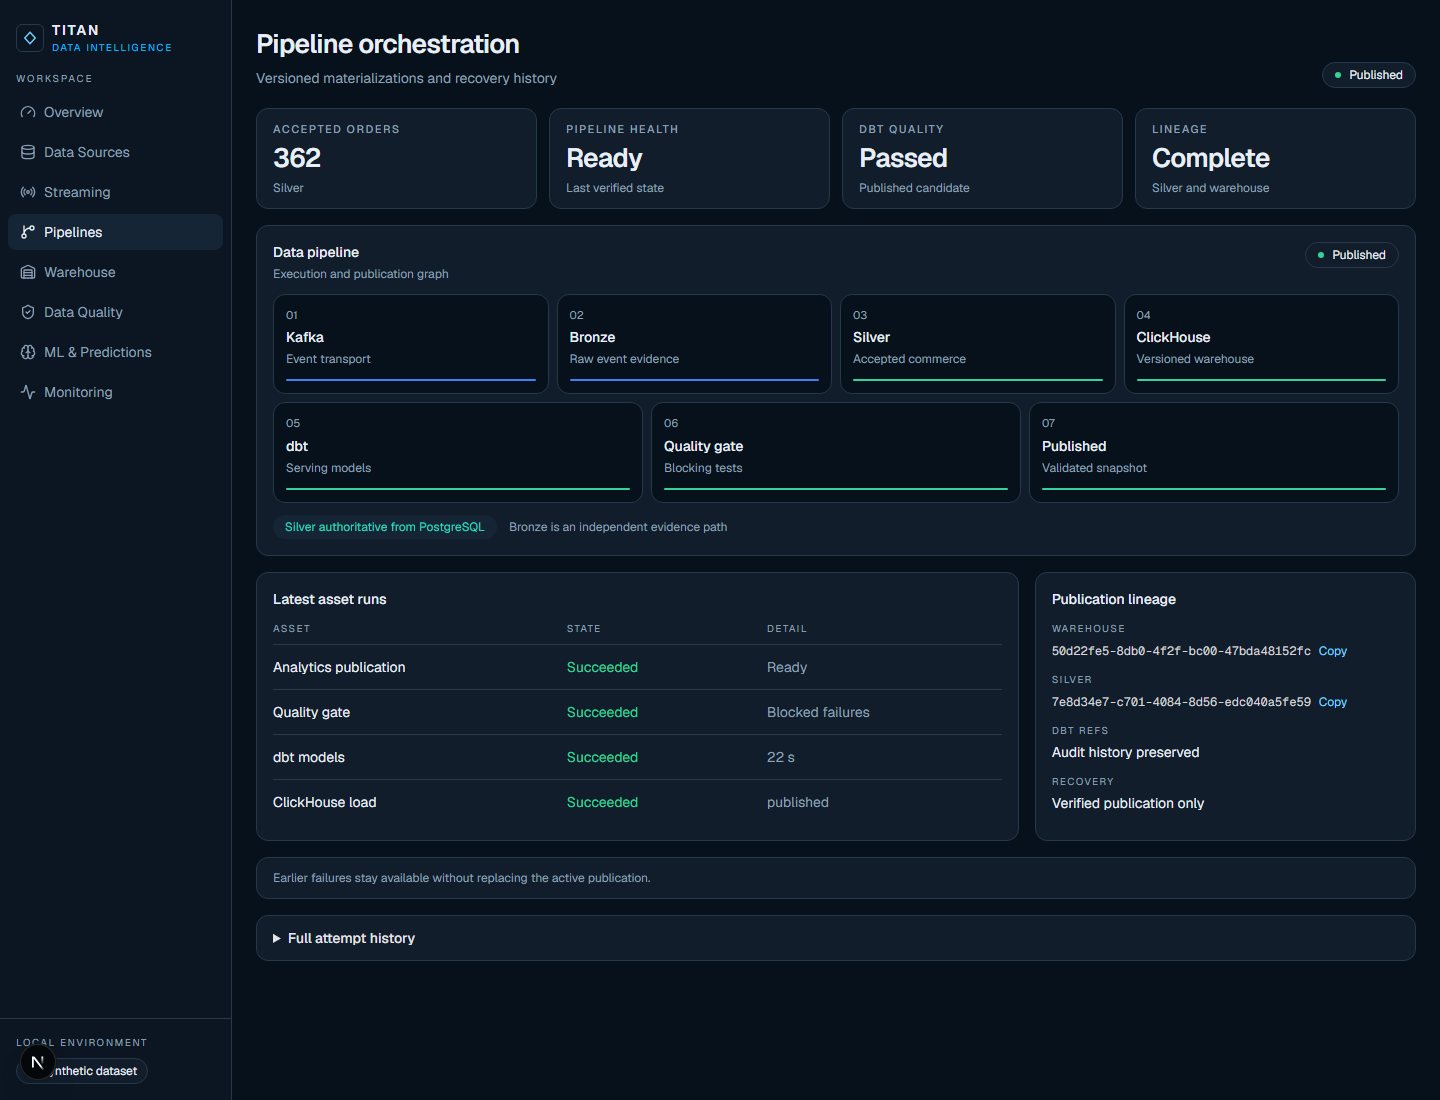 TITAN
DATA INTELLIGENCE
WORKSPACE
Overview
Data Sources
Streaming
Pipelines
Warehouse
Data Quality
ML & Predictions
Monitoring
LOCAL ENVIRONMENT
N
nthetic dataset
Pipeline orchestration
Versioned materializations and recovery history
Published
ACCEPTED ORDERS
362
Silver
PIPELINE HEALTH
Ready
Last verified state
DBT QUALITY
Passed
Published candidate
LINEAGE
Complete
Silver and warehouse
Data pipeline
Execution and publication graph
Published
01
Kafka
Event transport
02
Bronze
Raw event evidence
03
Silver
Accepted commerce
04
ClickHouse
Versioned warehouse
05
dbt
Serving models
06
Quality gate
Blocking tests
07
Published
Validated snapshot
Silver authoritative from PostgreSQL
Bronze is an independent evidence path
Latest asset runs
ASSET STATE DETAIL
Analytics publication Succeeded Ready
Quality gate Succeeded Blocked failures
dbt models Succeeded 22 s
ClickHouse load Succeeded published
Publication lineage
WAREHOUSE
50d22fe5-8db0-4f2f-bc00-47bda48152fc Copy
SILVER
7e8d34e7-c701-4084-8d56-edc040a5fe59 Copy
DBT REFS
Audit history preserved
RECOVERY
Verified publication only
Earlier failures stay available without replacing the active publication.
Full attempt history